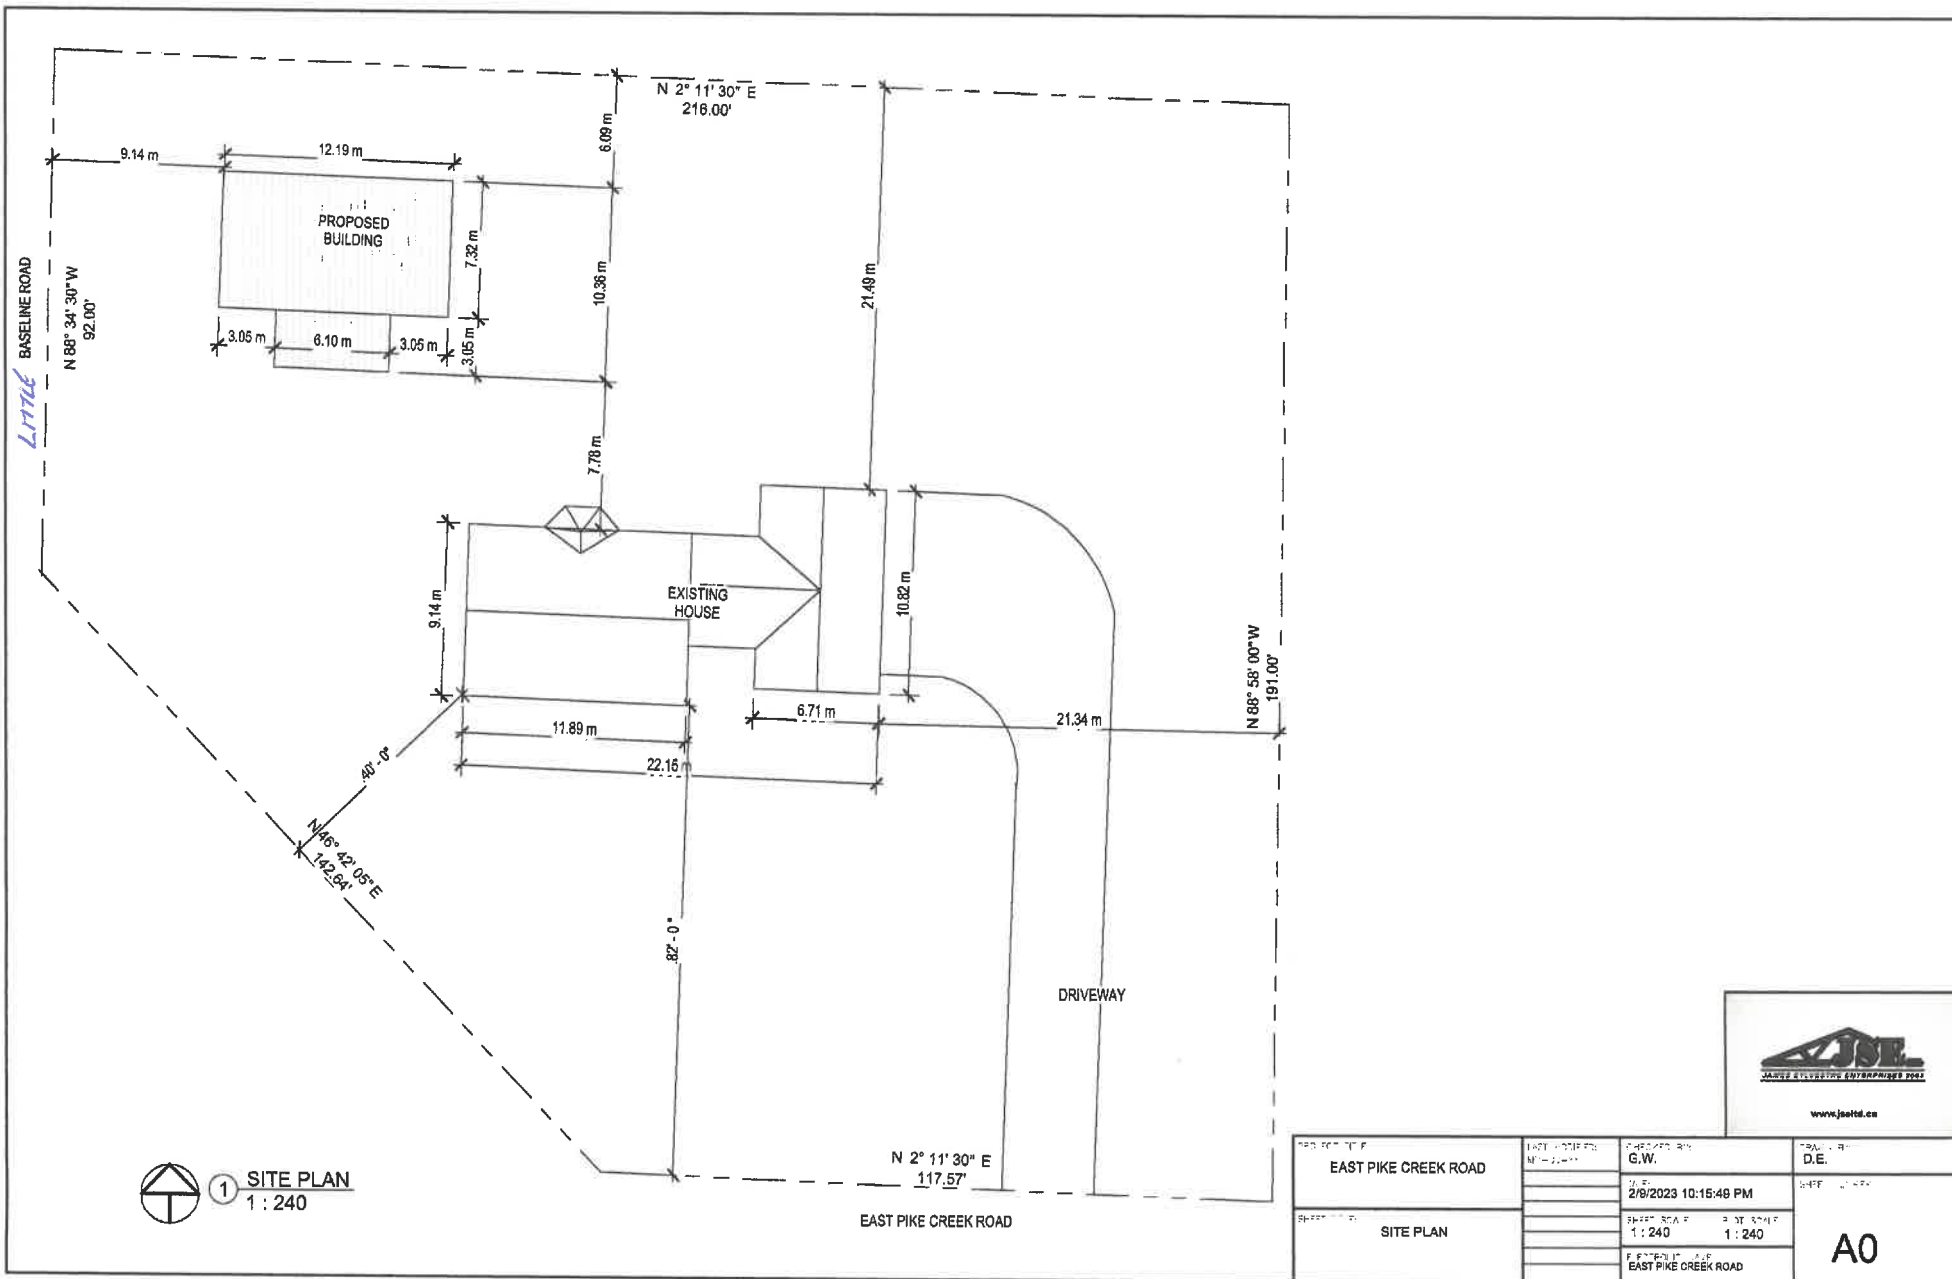 N 2° 11' 30" E
216.00'
6.09 m
9.14 m
12.19 m
PROPOSED
BUILDING
7.32 m
10.36 m
21.49 m
LITTLE BASELINE ROAD
N 88° 34' 30" W
92.00'
3.05 m
6.10 m
3.05 m
3.05 m
7.78 m
EXISTING
HOUSE
9.14 m
10.82 m
N 88° 58' 00" W
191.00'
6.71 m
21.34 m
11.89 m
22.15 m
40' - 0"
N 46° 42' 05" E
142.64'
82' - 0"
DRIVEWAY
N 2° 11' 30" E
117.57'
EAST PIKE CREEK ROAD
1 SITE PLAN
1 : 240
JSE
JAMES SYLVESTRE ENTERPRISES
www.jseltd.ca
EAST PIKE CREEK ROAD
G.W.
D.E.
2/9/2023 10:15:48 PM
SITE PLAN
1 : 240
1 : 240
EAST PIKE CREEK ROAD
A0